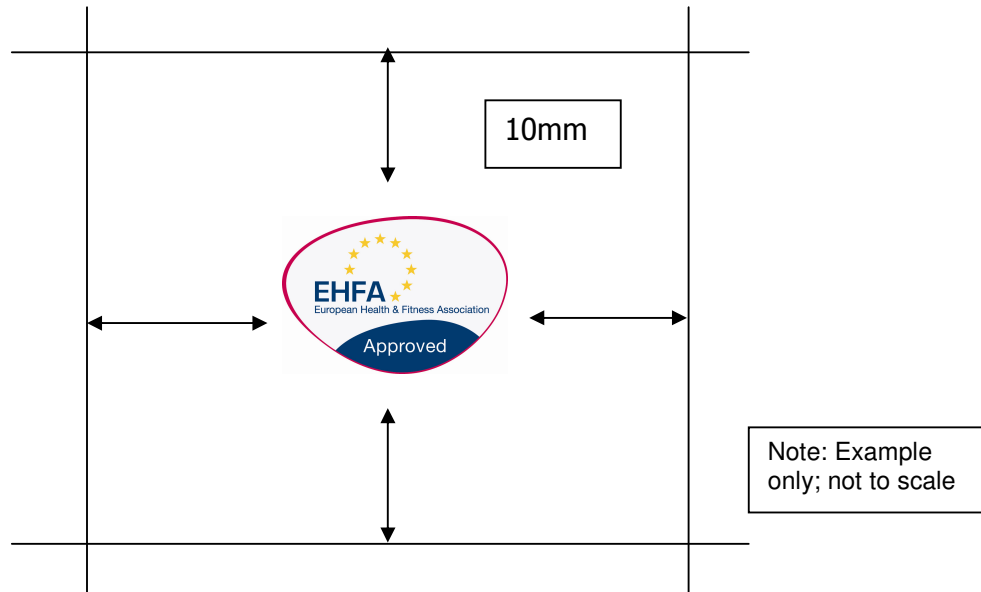 10mm
EHFA
European Health & Fitness Association
Approved
Note: Example
only; not to scale